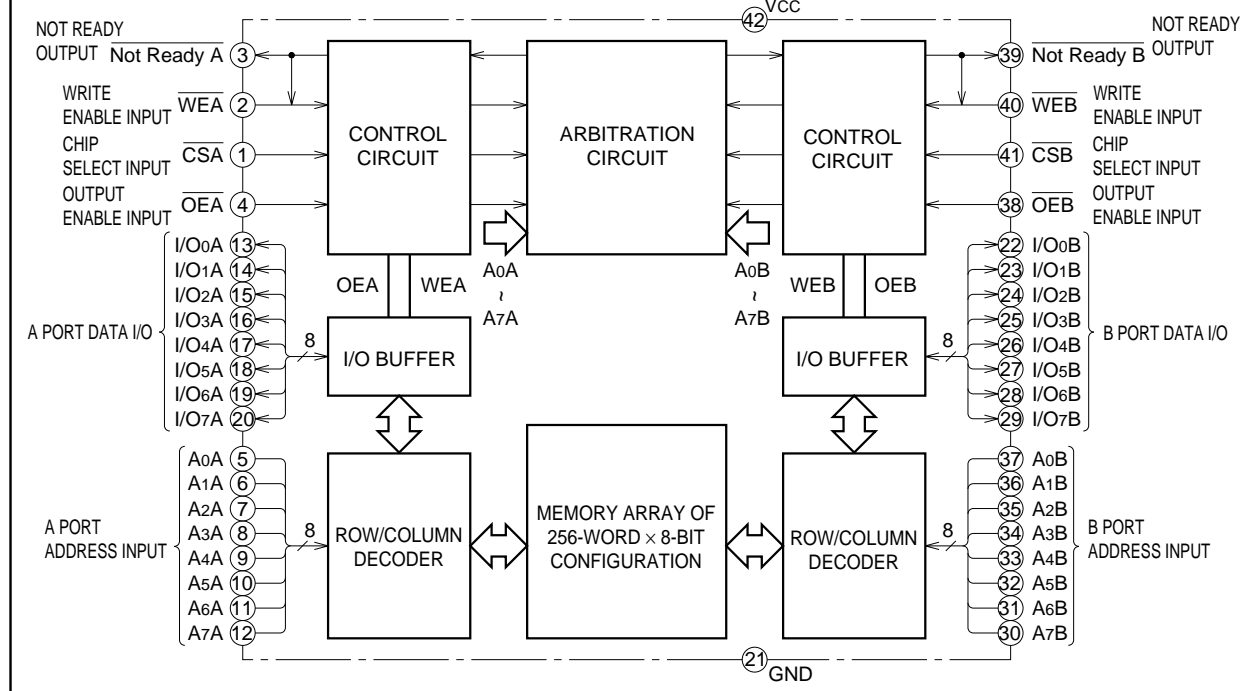 42 VCC
NOT READY
OUTPUT
Not Ready A 3
39 Not Ready B
NOT READY
OUTPUT
WRITE
ENABLE INPUT
WEA 2
40 WEB
WRITE
ENABLE INPUT
CHIP
SELECT INPUT
CSA 1
41 CSB
CHIP
SELECT INPUT
OUTPUT
ENABLE INPUT
OEA 4
38 OEB
OUTPUT
ENABLE INPUT
CONTROL
CIRCUIT
ARBITRATION
CIRCUIT
CONTROL
CIRCUIT
A PORT DATA I/O
I/O0A 13
I/O1A 14
I/O2A 15
I/O3A 16
I/O4A 17
I/O5A 18
I/O6A 19
I/O7A 20
8
OEA
WEA
A0A
~
A7A
A0B
~
A7B
WEB
OEB
I/O BUFFER
I/O BUFFER
8
22 I/O0B
23 I/O1B
24 I/O2B
25 I/O3B
26 I/O4B
27 I/O5B
28 I/O6B
29 I/O7B
B PORT DATA I/O
A PORT
ADDRESS INPUT
A0A 5
A1A 6
A2A 7
A3A 8
A4A 9
A5A 10
A6A 11
A7A 12
8
ROW/COLUMN
DECODER
MEMORY ARRAY OF
256-WORD × 8-BIT
CONFIGURATION
ROW/COLUMN
DECODER
8
37 A0B
36 A1B
35 A2B
34 A3B
33 A4B
32 A5B
31 A6B
30 A7B
B PORT
ADDRESS INPUT
21 GND